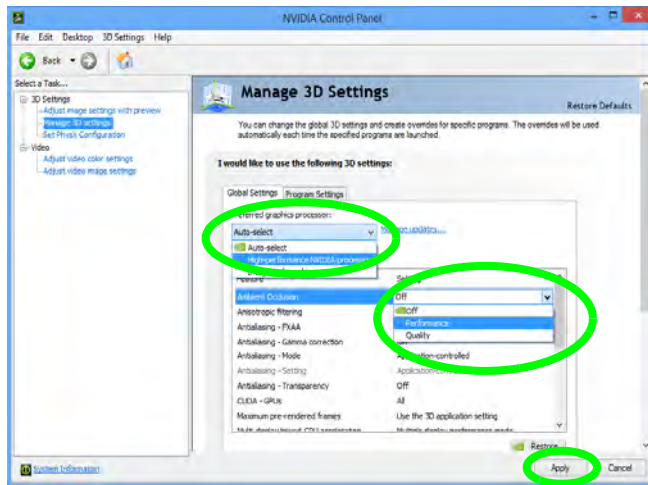 NVIDIA Control Panel
File Edit Desktop 3D Settings Help
Back
Select a Task...
3D Settings
Adjust image settings with preview
Manage 3D settings
Set PhysX Configuration
Video
Adjust video color settings
Adjust video image settings
Manage 3D Settings
Restore Defaults
You can change the global 3D settings and create overrides for specific programs. The overrides will be used
automatically each time the specified programs are launched.
I would like to use the following 3D settings:
Global Settings Program Settings
Preferred graphics processor:
Auto-select
Auto-select
High-performance NVIDIA processor
Feature
Ambient Occlusion Off
Off
Performance
Quality
Anisotropic filtering
Antialiasing - FXAA
Antialiasing - Gamma correction
Antialiasing - Mode Application-controlled
Antialiasing - Setting Application-controlled
Antialiasing - Transparency Off
CUDA - GPUs All
Maximum pre-rendered frames Use the 3D application setting
Restore
System Information
Apply Cancel